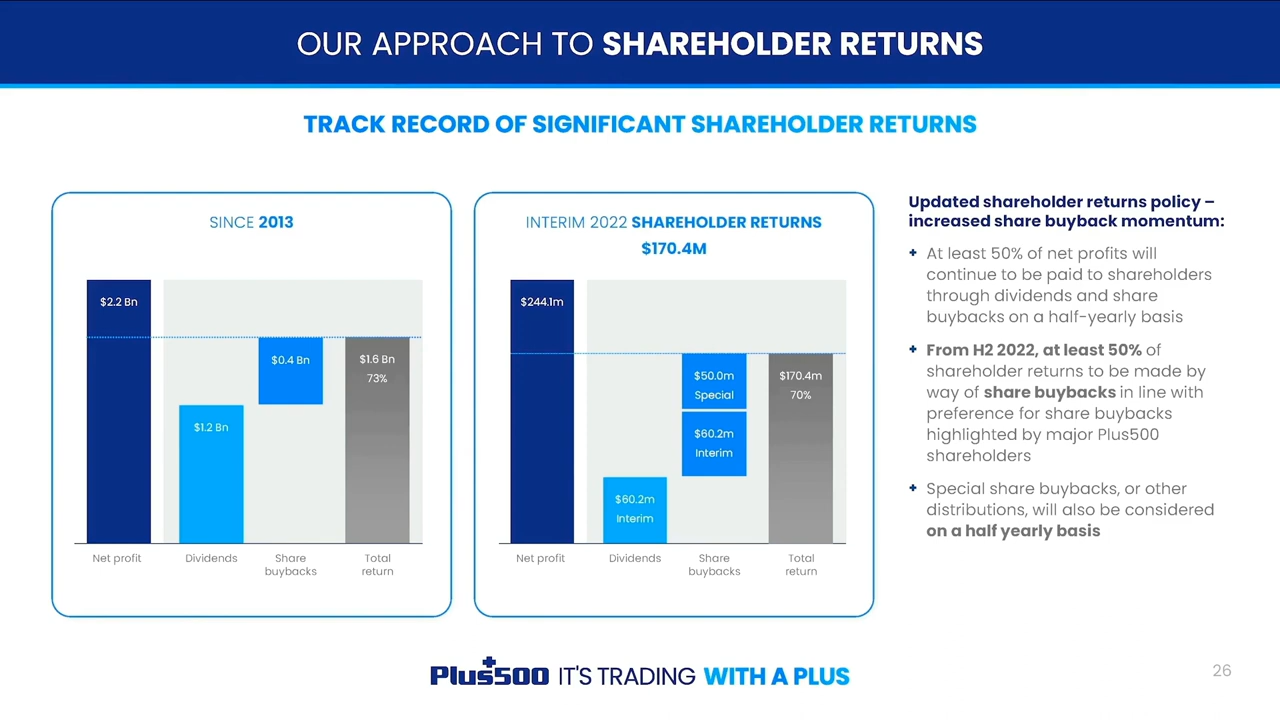 OUR APPROACH TO SHAREHOLDER RETURNS
TRACK RECORD OF SIGNIFICANT SHAREHOLDER RETURNS
SINCE 2013
$2.2 Bn
$1.2 Bn
$0.4 Bn
$1.6 Bn
73%
Net profit
Dividends
Share
buybacks
Total
return
INTERIM 2022 SHAREHOLDER RETURNS
$170.4M
$244.1m
$60.2m
Interim
$50.0m
Special
$60.2m
Interim
$170.4m
70%
Net profit
Dividends
Share
buybacks
Total
return
Updated shareholder returns policy –
increased share buyback momentum:
+ At least 50% of net profits will
continue to be paid to shareholders
through dividends and share
buybacks on a half-yearly basis
+ From H2 2022, at least 50% of
shareholder returns to be made by
way of share buybacks in line with
preference for share buybacks
highlighted by major Plus500
shareholders
+ Special share buybacks, or other
distributions, will also be considered
on a half yearly basis
Plus500 IT'S TRADING WITH A PLUS
26